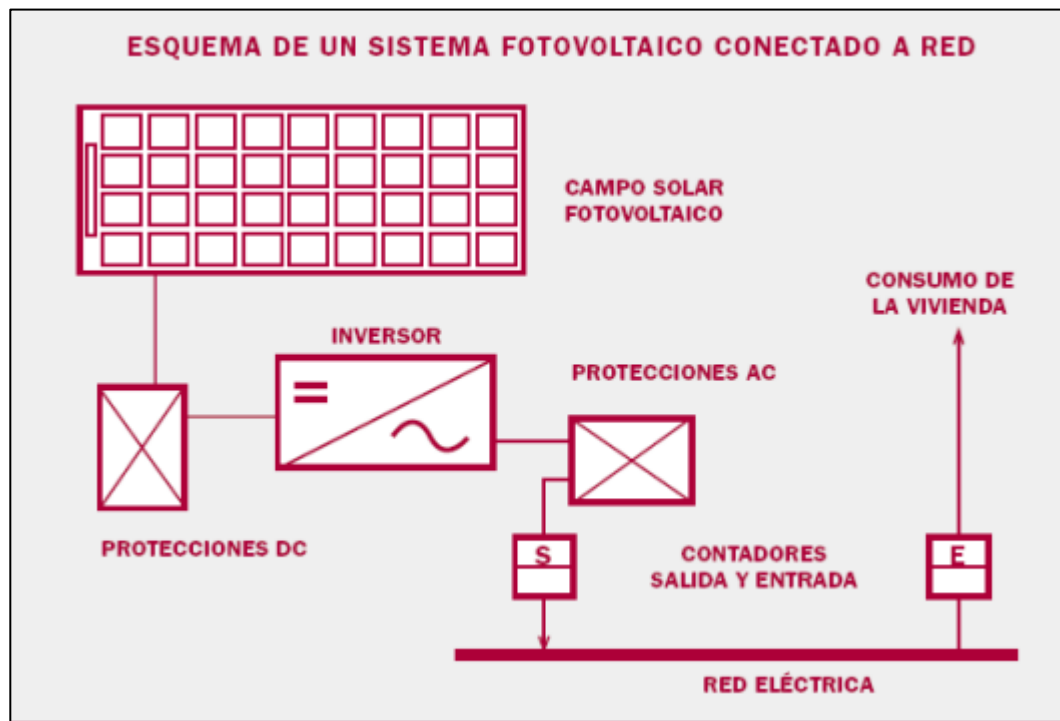 ESQUEMA DE UN SISTEMA FOTOVOLTAICO CONECTADO A RED
CAMPO SOLAR
FOTOVOLTAICO
CONSUMO DE
LA VIVIENDA
INVERSOR
PROTECCIONES AC
PROTECCIONES DC
S
CONTADORES
SALIDA Y ENTRADA
E
RED ELÉCTRICA